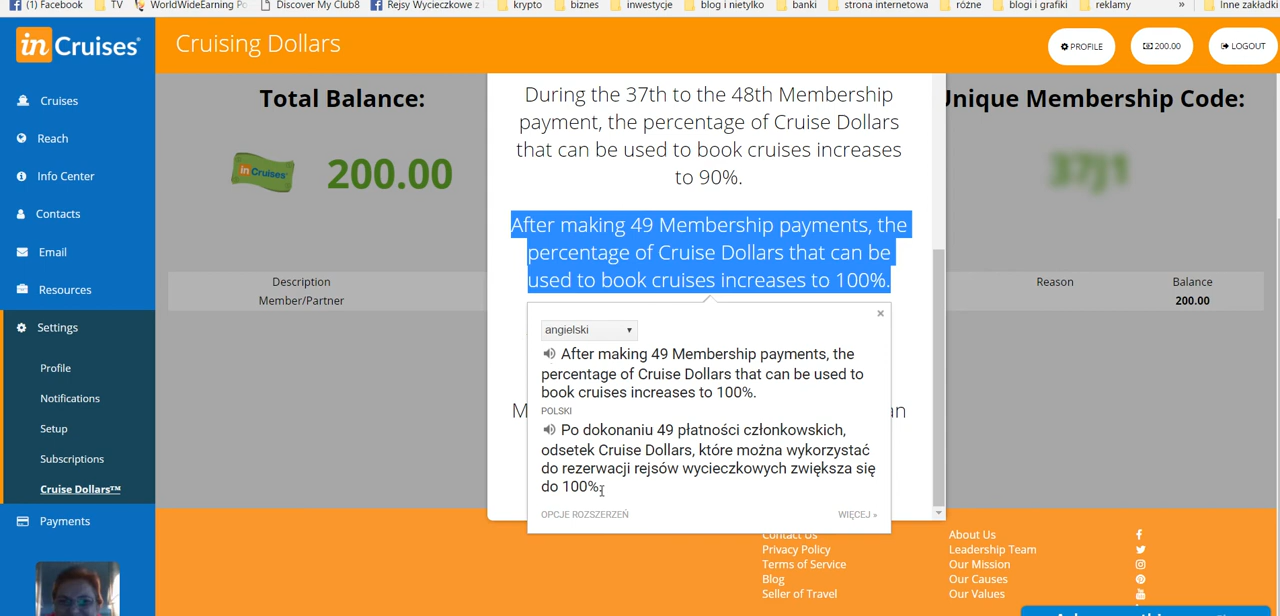 (1) Facebook
TV
WorldWideEarning Po
Discover My Club8
Rejsy Wycieczkowe z
krypto
biznes
inwestycje
blog i nietylko
banki
strona internetowa
różne
blogi i grafiki
reklamy
»
Inne zakładki
in Cruises®
Cruising Dollars
PROFILE
200.00
LOGOUT
Cruises
Reach
Info Center
Contacts
Email
Resources
Settings
Profile
Notifications
Setup
Subscriptions
Cruise Dollars™
Payments
Total Balance:
in Cruises
200.00
Unique Membership Code:
Description
Member/Partner
Reason
Balance
200.00
During the 37th to the 48th Membership
payment, the percentage of Cruise Dollars
that can be used to book cruises increases
to 90%.
After making 49 Membership payments, the
percentage of Cruise Dollars that can be
used to book cruises increases to 100%.
angielski
After making 49 Membership payments, the
percentage of Cruise Dollars that can be used to
book cruises increases to 100%.
POLSKI
Po dokonaniu 49 płatności członkowskich,
odsetek Cruise Dollars, które można wykorzystać
do rezerwacji rejsów wycieczkowych zwiększa się
do 100%.
OPCJE ROZSZERZEŃ
WIĘCEJ »
Contact Us
Privacy Policy
Terms of Service
Blog
Seller of Travel
About Us
Leadership Team
Our Mission
Our Causes
Our Values